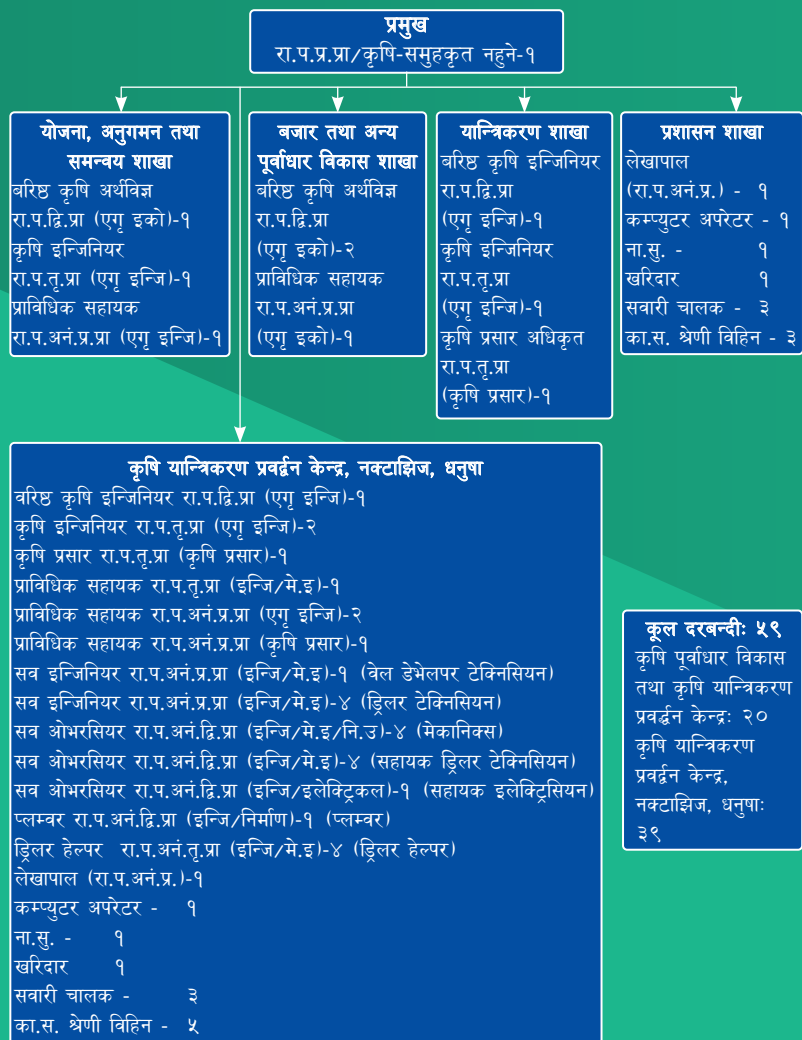 प्रमुख
रा.प.प्र.प्रा/कृषि-समुहकृत नहुने-१
योजना, अनुगमन तथा
समन्वय शाखा
बरिष्ठ कृषि अर्थविज्ञ
रा.प.द्वि.प्रा (एगृ इको)-१
कृषि इन्जिनियर
रा.प.तृ.प्रा (एगृ इन्जि)-१
प्राविधिक सहायक
रा.प.अनं.प्र.प्रा (एगृ इन्जि)-१
बजार तथा अन्य
पूर्वाधार विकास शाखा
बरिष्ठ कृषि अर्थविज्ञ
रा.प.द्वि.प्रा
(एगृ इको)-२
प्राविधिक सहायक
रा.प.अनं.प्र.प्रा
(एगृ इको)-१
यान्त्रिकरण शाखा
बरिष्ठ कृषि इन्जिनियर
रा.प.द्वि.प्रा
(एगृ इन्जि)-१
कृषि इन्जिनियर
रा.प.तृ.प्रा
(एगृ इन्जि)-१
कृषि प्रसार अधिकृत
रा.प.तृ.प्रा
(कृषि प्रसार)-१
प्रशासन शाखा
लेखापाल
(रा.प.अनं.प्र.) - १
कम्प्युटर अपरेटर - १
ना.सु. - १
खरिदार १
सवारी चालक - ३
का.स. श्रेणी विहिन - ३
कृषि यान्त्रिकरण प्रवर्द्वन केन्द्र, नक्टाझिज, धनुषा
वरिष्ठ कृषि इन्जिनियर रा.प.द्वि.प्रा (एगृ इन्जि)-१
कृषि इन्जिनियर रा.प.तृ.प्रा (एगृ इन्जि)-२
कृषि प्रसार रा.प.तृ.प्रा (कृषि प्रसार)-१
प्राविधिक सहायक रा.प.तृ.प्रा (इन्जि/मे.इ)-१
प्राविधिक सहायक रा.प.अनं.प्र.प्रा (एगृ इन्जि)-२
प्राविधिक सहायक रा.प.अनं.प्र.प्रा (कृषि प्रसार)-१
सव इन्जिनियर रा.प.अनं.प्र.प्रा (इन्जि/मे.इ)-१ (वेल डेभेलपर टेक्निसियन)
सव इन्जिनियर रा.प.अनं.प्र.प्रा (इन्जि/मे.इ)-४ (ड्रिलर टेक्निसियन)
सव ओभरसियर रा.प.अनं.द्वि.प्रा (इन्जि/मे.इ/नि.उ)-४ (मेकानिक्स)
सव ओभरसियर रा.प.अनं.द्वि.प्रा (इन्जि/मे.इ)-४ (सहायक ड्रिलर टेक्निसियन)
सव ओभरसियर रा.प.अनं.द्वि.प्रा (इन्जि/इलेक्ट्रिकल)-१ (सहायक इलेक्ट्रिसियन)
प्लम्वर रा.प.अनं.द्वि.प्रा (इन्जि/निर्माण)-१ (प्लम्वर)
ड्रिलर हेल्पर रा.प.अनं.तृ.प्रा (इन्जि/मे.इ)-४ (ड्रिलर हेल्पर)
लेखापाल (रा.प.अनं.प्र.)-१
कम्प्युटर अपरेटर - १
ना.सु. - १
खरिदार १
सवारी चालक - ३
का.स. श्रेणी विहिन - ५
कूल दरबन्दीः ५९
कृषि पूर्वाधार विकास
तथा कृषि यान्त्रिकरण
प्रवर्द्धन केन्द्रः २०
कृषि यान्त्रिकरण
प्रवर्द्वन केन्द्र,
नक्टाझिज, धनुषाः
३९